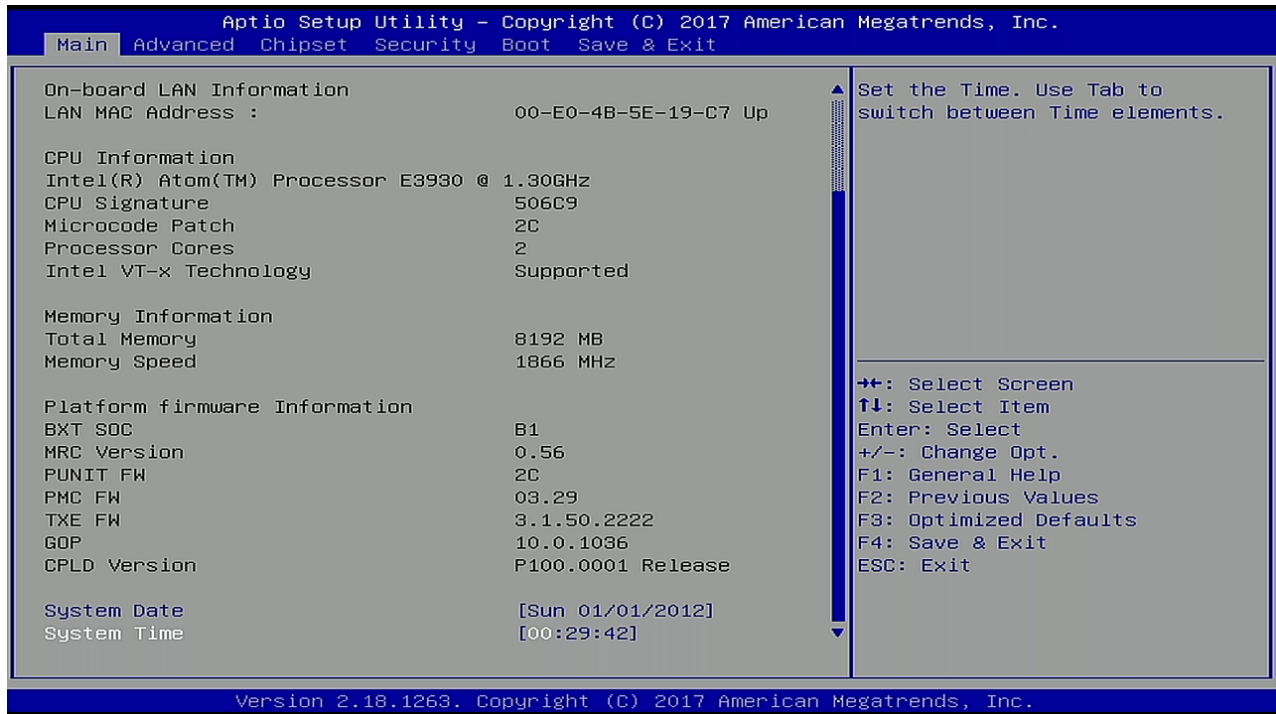 Aptio Setup Utility – Copyright (C) 2017 American Megatrends, Inc.
Main Advanced Chipset Security Boot Save & Exit
On-board LAN Information
LAN MAC Address : 00-E0-4B-5E-19-C7 Up
CPU Information
Intel(R) Atom(TM) Processor E3930 @ 1.30GHz
CPU Signature 506C9
Microcode Patch 2C
Processor Cores 2
Intel VT-x Technology Supported
Memory Information
Total Memory 8192 MB
Memory Speed 1866 MHz
Platform firmware Information
BXT SOC B1
MRC Version 0.56
PUNIT FW 2C
PMC FW 03.29
TXE FW 3.1.50.2222
GOP 10.0.1036
CPLD Version P100.0001 Release
System Date [Sun 01/01/2012]
System Time [00:29:42]
Set the Time. Use Tab to
switch between Time elements.
→←: Select Screen
↑↓: Select Item
Enter: Select
+/-: Change Opt.
F1: General Help
F2: Previous Values
F3: Optimized Defaults
F4: Save & Exit
ESC: Exit
Version 2.18.1263. Copyright (C) 2017 American Megatrends, Inc.